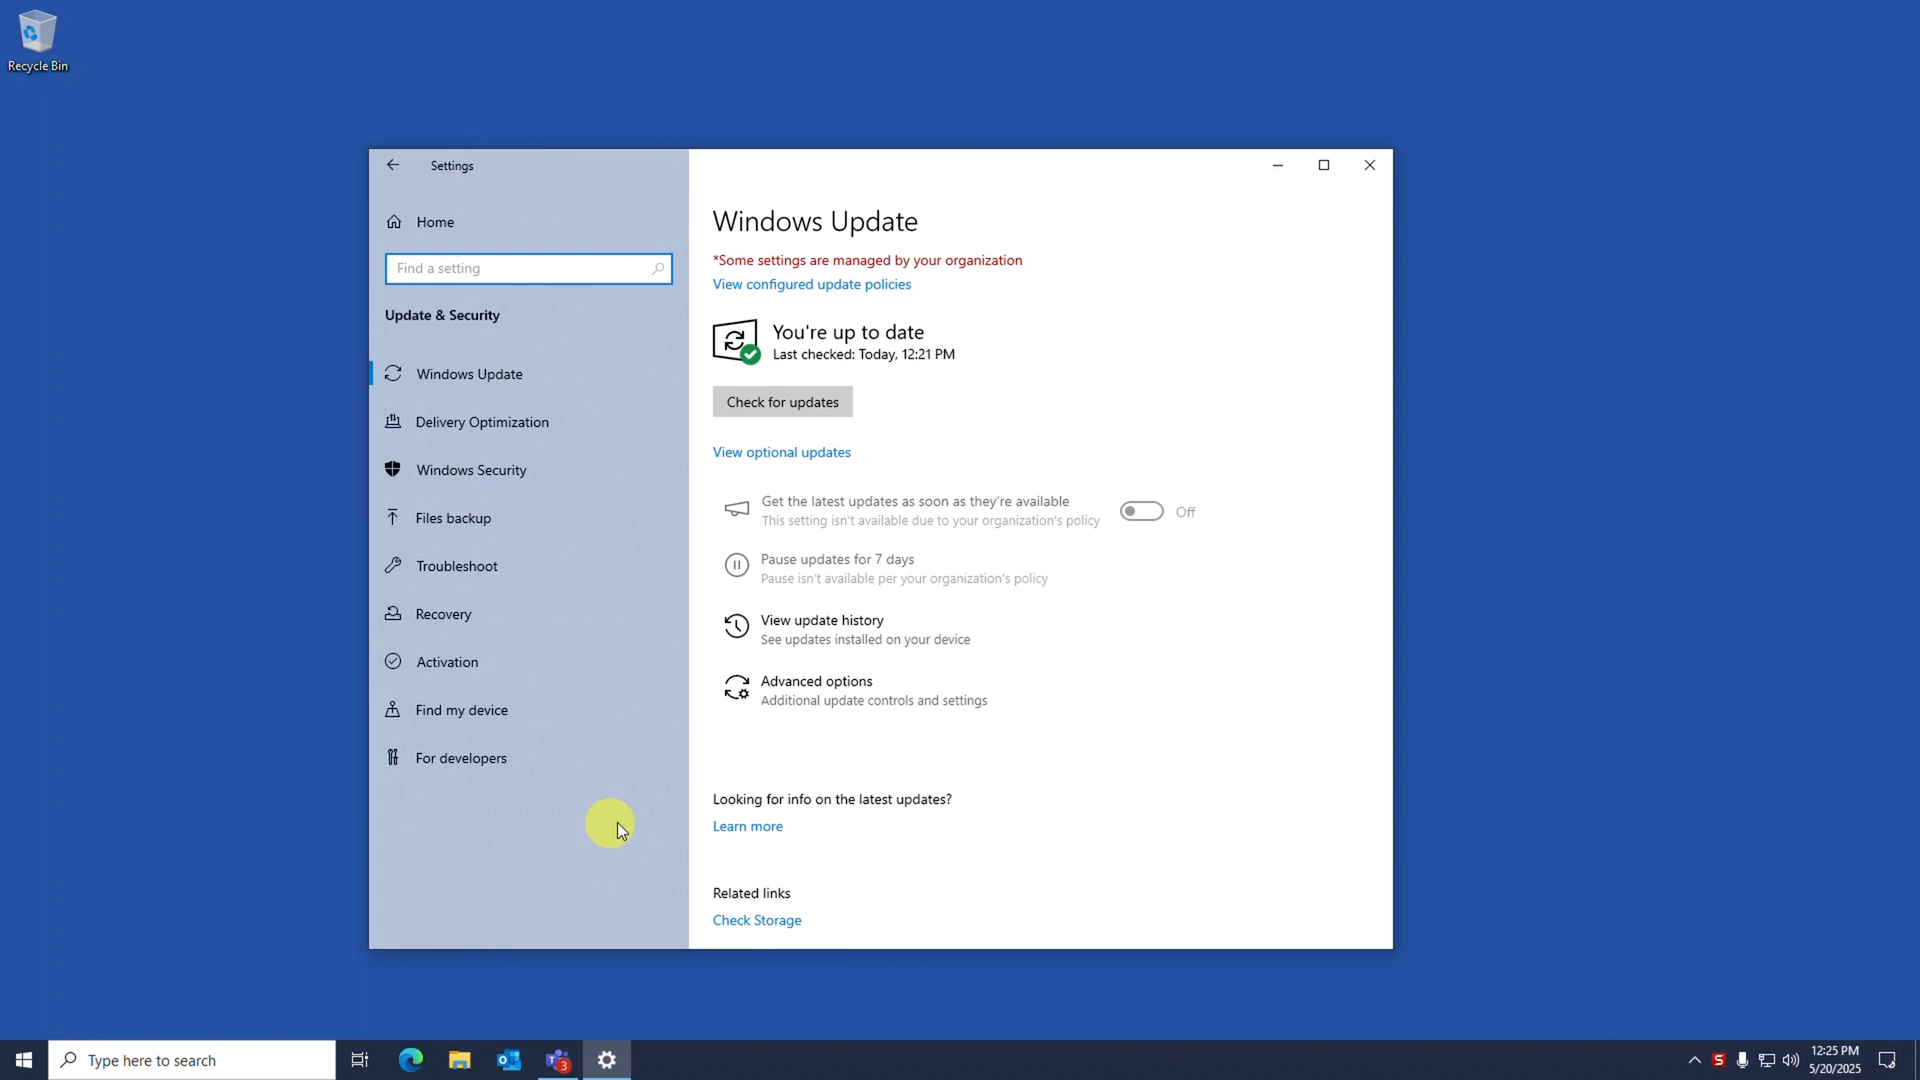 Recycle Bin
Settings
Home
Find a setting
Update & Security
Windows Update
Delivery Optimization
Windows Security
Files backup
Troubleshoot
Recovery
Activation
Find my device
For developers
Windows Update
*Some settings are managed by your organization
View configured update policies
You're up to date
Last checked: Today, 12:21 PM
Check for updates
View optional updates
Get the latest updates as soon as they're available
This setting isn't available due to your organization's policy
Off
Pause updates for 7 days
Pause isn't available per your organization's policy
View update history
See updates installed on your device
Advanced options
Additional update controls and settings
Looking for info on the latest updates?
Learn more
Related links
Check Storage
Type here to search
3
S
12:25 PM
5/20/2025